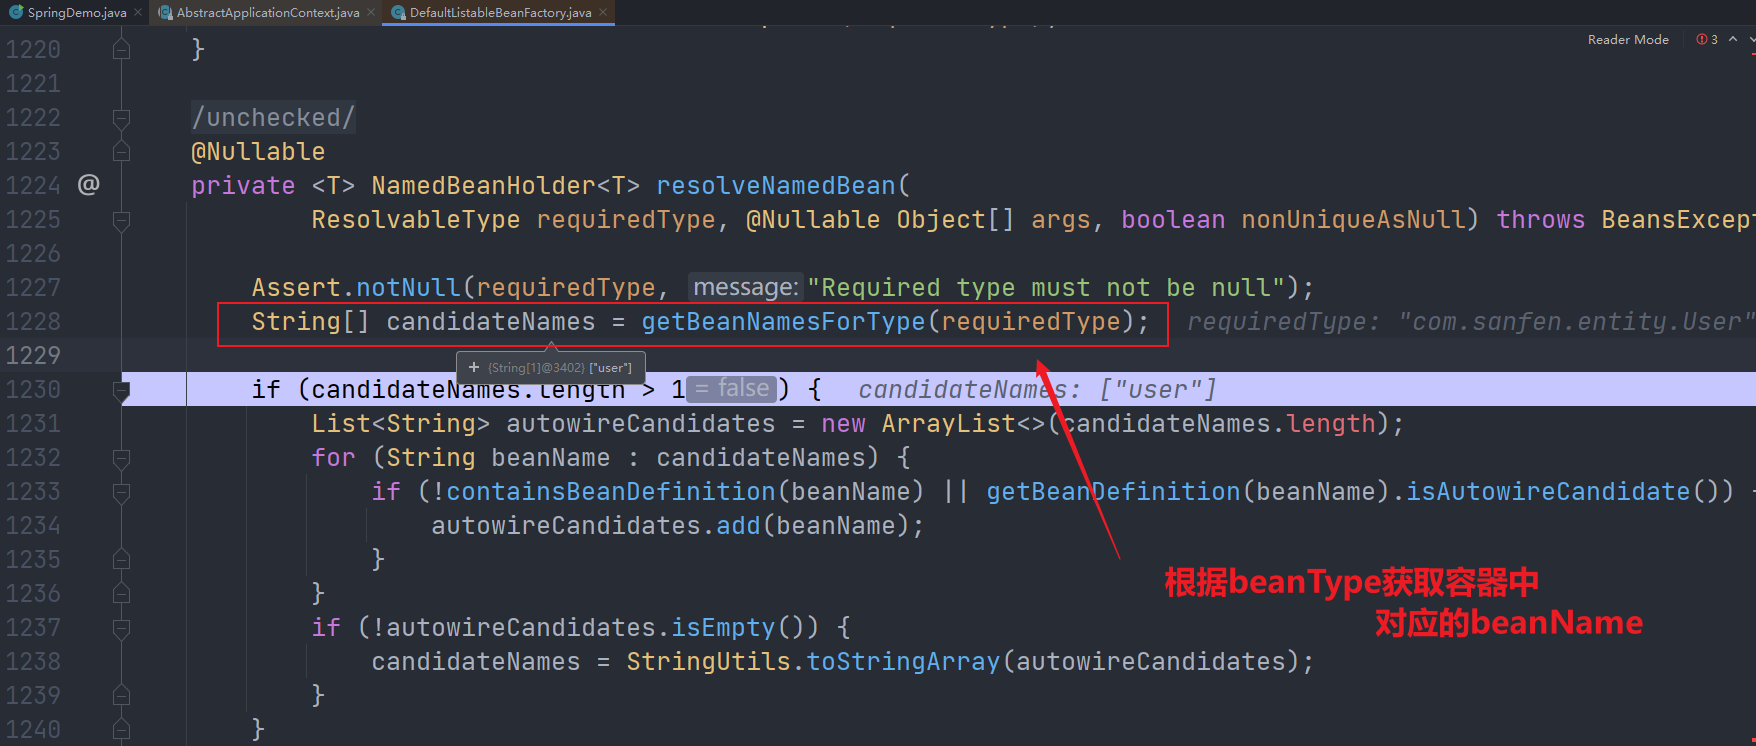 SpringDemo.java
AbstractApplicationContext.java
DefaultListableBeanFactory.java
Reader Mode
3
1220 }
1221
1222 /unchecked/
1223 @Nullable
1224 @ private <T> NamedBeanHolder<T> resolveNamedBean(
1225 ResolvableType requiredType, @Nullable Object[] args, boolean nonUniqueAsNull) throws BeansExcept
1226
1227 Assert.notNull(requiredType, message: "Required type must not be null");
1228 String[] candidateNames = getBeanNamesForType(requiredType); requiredType: "com.sanfen.entity.User"
1229
+ {String[1]@3402} ["user"]
1230 if (candidateNames.length > 1 = false ) { candidateNames: ["user"]
1231 List<String> autowireCandidates = new ArrayList<>(candidateNames.length);
1232 for (String beanName : candidateNames) {
1233 if (!containsBeanDefinition(beanName) || getBeanDefinition(beanName).isAutowireCandidate())
1234 autowireCandidates.add(beanName);
1235 }
1236 }
根据beanType获取容器中
对应的beanName
1237 if (!autowireCandidates.isEmpty()) {
1238 candidateNames = StringUtils.toStringArray(autowireCandidates);
1239 }
1240 }